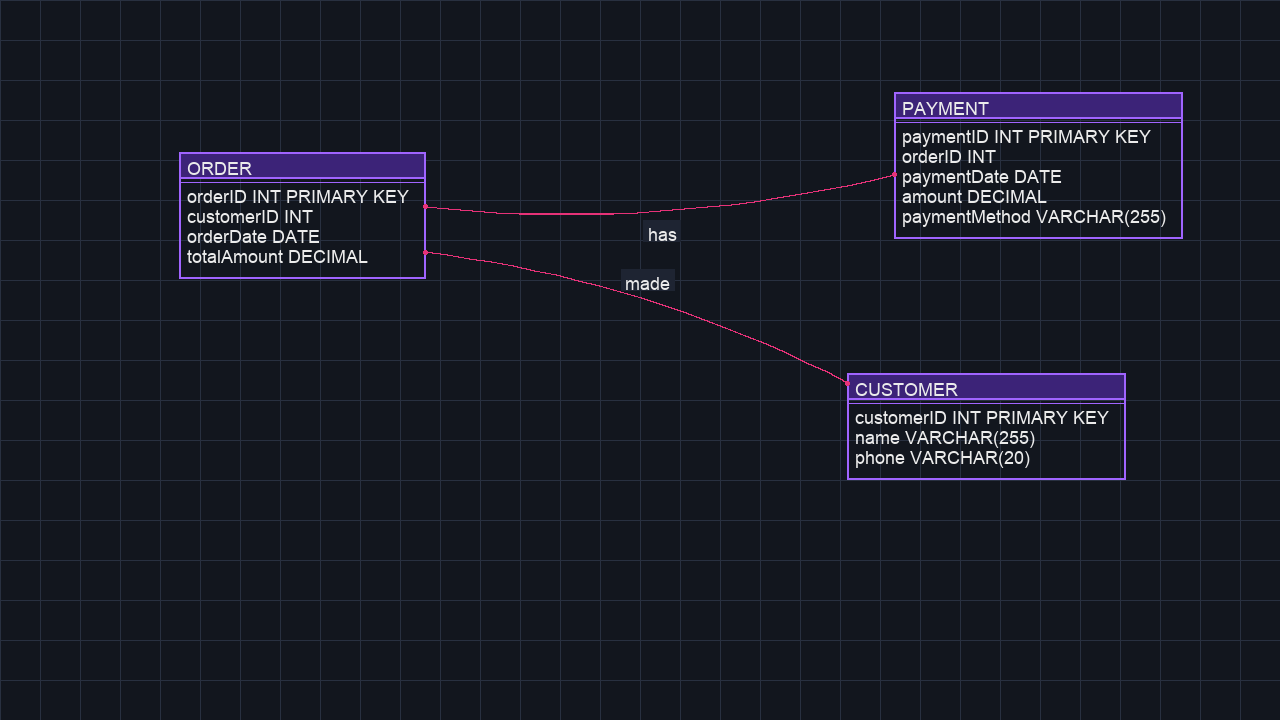 ORDER
orderID INT PRIMARY KEY
customerID INT
orderDate DATE
totalAmount DECIMAL
PAYMENT
paymentID INT PRIMARY KEY
orderID INT
paymentDate DATE
amount DECIMAL
paymentMethod VARCHAR(255)
has
made
CUSTOMER
customerID INT PRIMARY KEY
name VARCHAR(255)
phone VARCHAR(20)